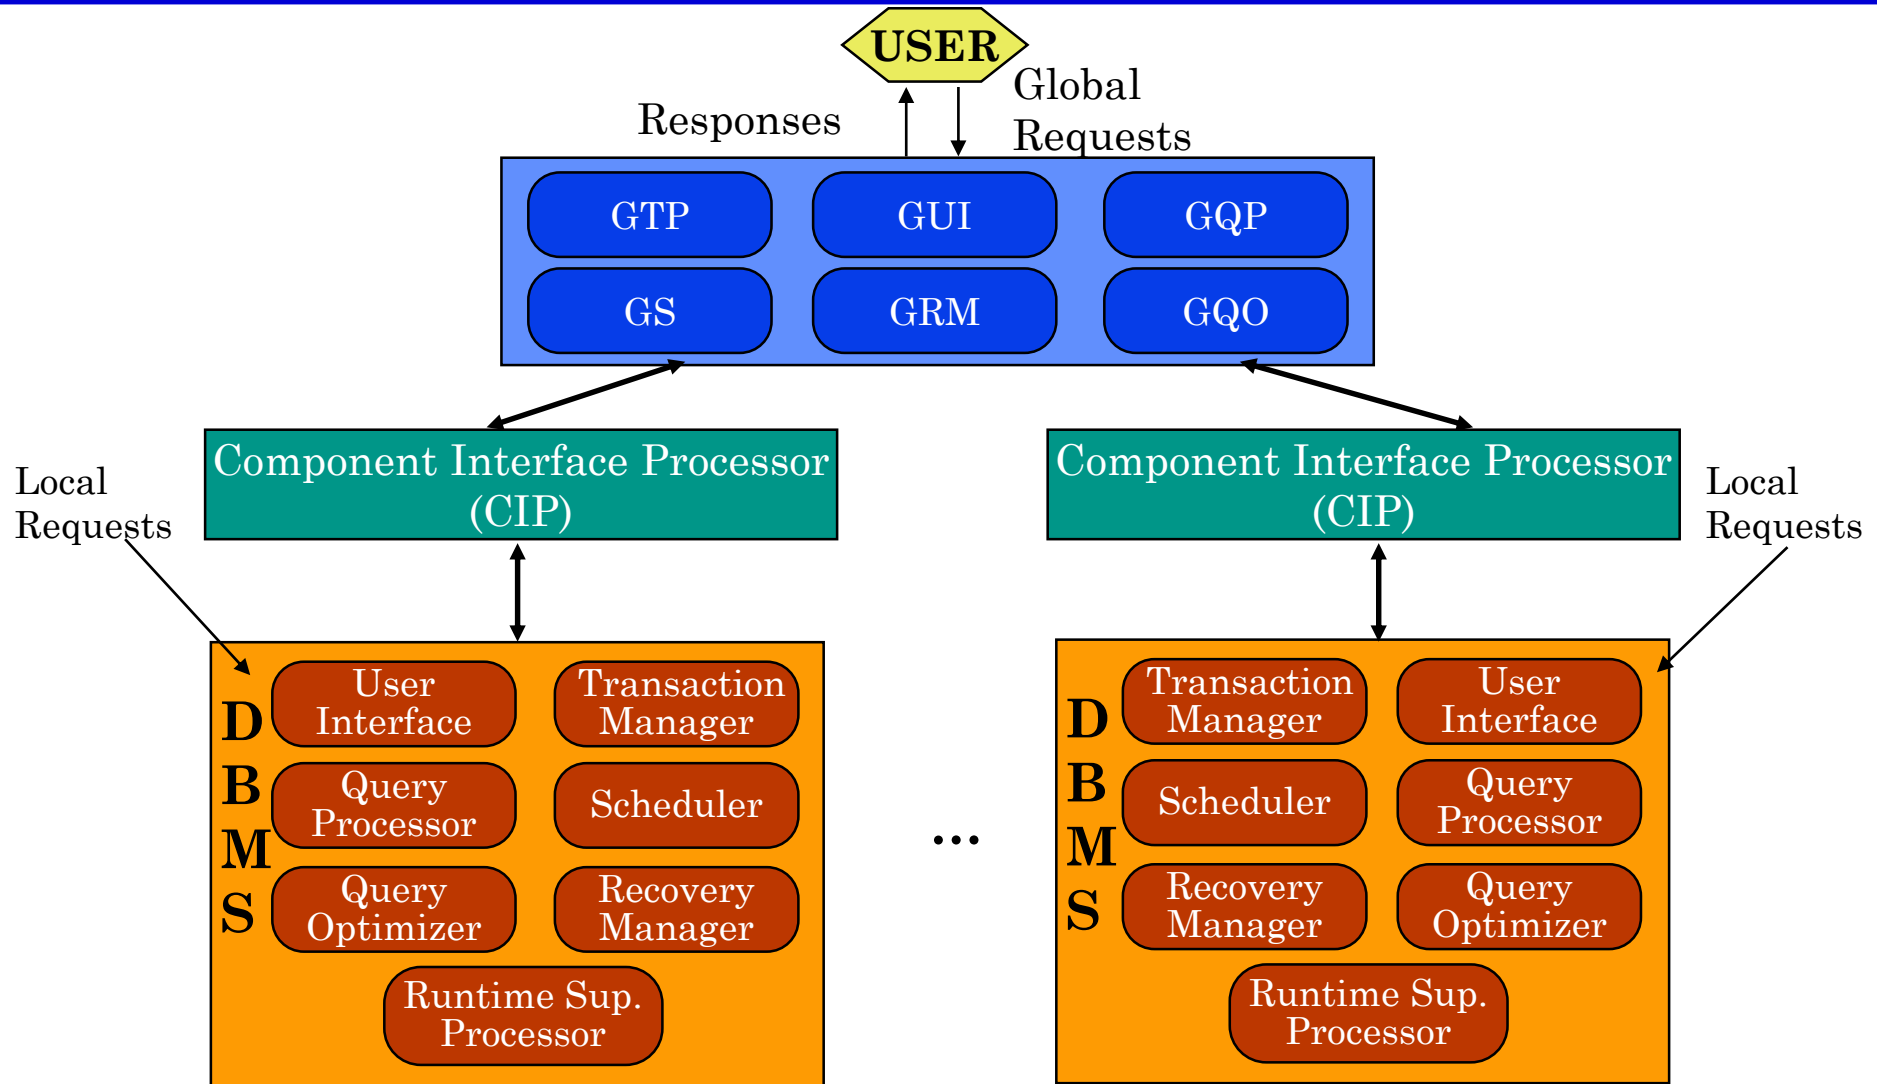 USER
Responses
Global
Requests
GTP
GUI
GQP
GS
GRM
GQO
Component Interface Processor
(CIP)
Component Interface Processor
(CIP)
Local
Requests
Local
Requests
D
B
M
S
User
Interface
Transaction
Manager
Query
Processor
Scheduler
Query
Optimizer
Recovery
Manager
Runtime Sup.
Processor
...
D
B
M
S
Transaction
Manager
User
Interface
Scheduler
Query
Processor
Recovery
Manager
Query
Optimizer
Runtime Sup.
Processor